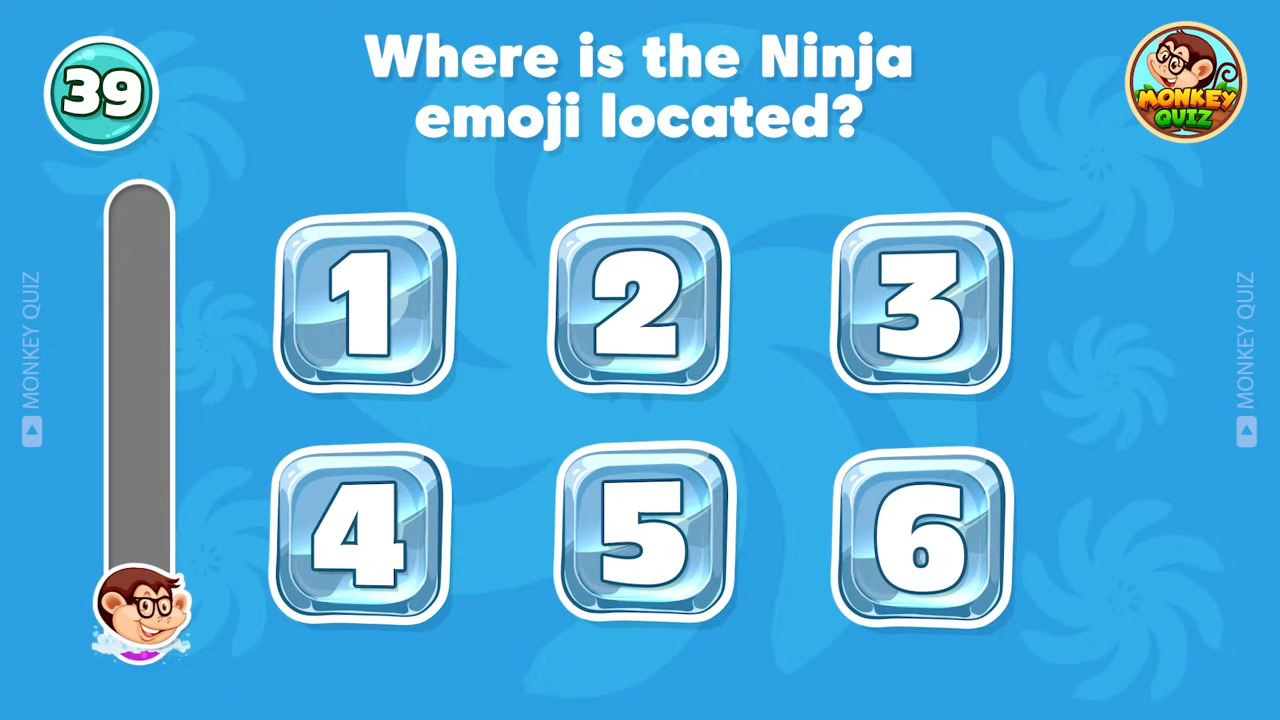 39
Where is the Ninja
emoji located?
MONKEY
QUIZ
MONKEY QUIZ
1
2
3
MONKEY QUIZ
4
5
6